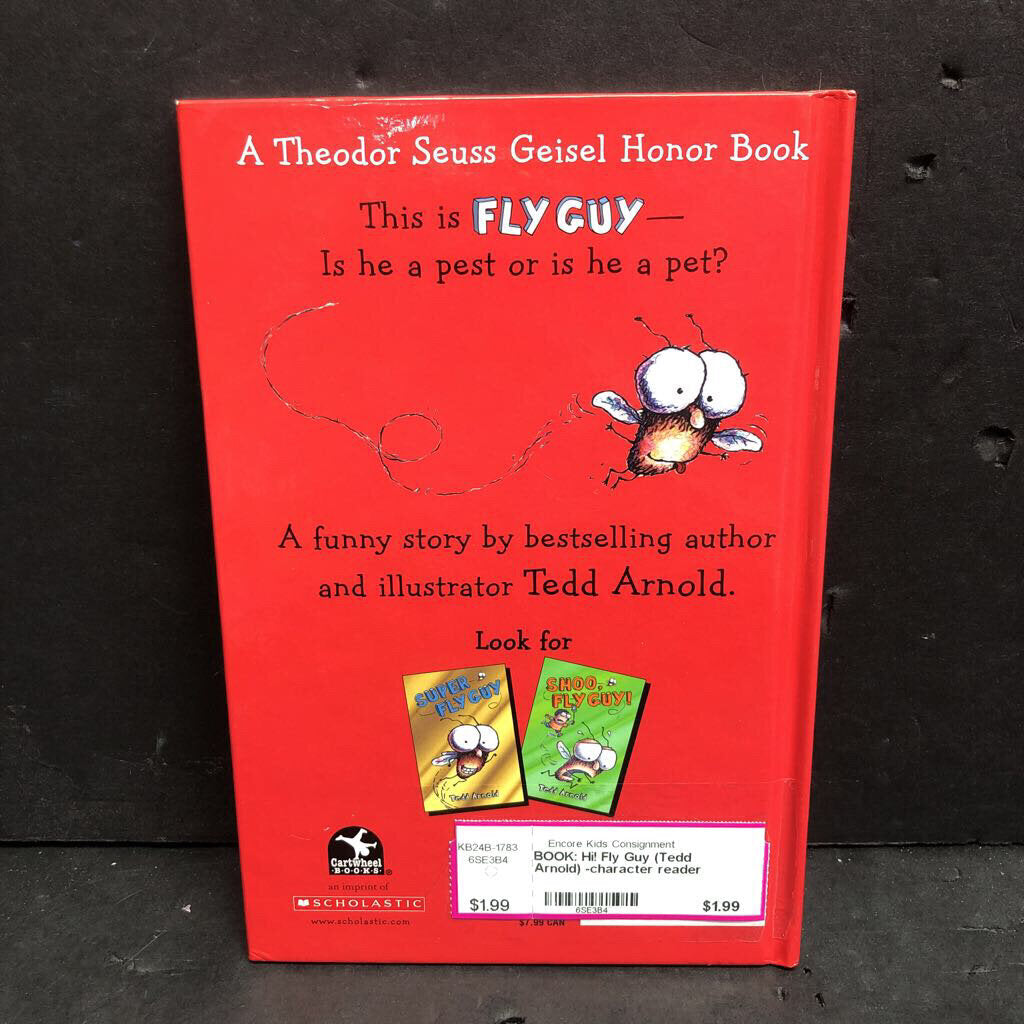 A Theodor Seuss Geisel Honor Book
This is FLY GUY—
Is he a pest or is he a pet?
A funny story by bestselling author
and illustrator Tedd Arnold.
Look for
SUPER
FLY GUY
Tedd Arnold
SHOO,
FLY GUY!
Tedd Arnold
Cartwheel
·B·O·O·K·S· ®
an imprint of
SCHOLASTIC
www.scholastic.com
KB24B-1783
6SE3B4
$1.99
Encore Kids Consignment
BOOK: Hi! Fly Guy (Tedd
Arnold) -character reader
6SE3B4
$1.99
$7.99 CAN